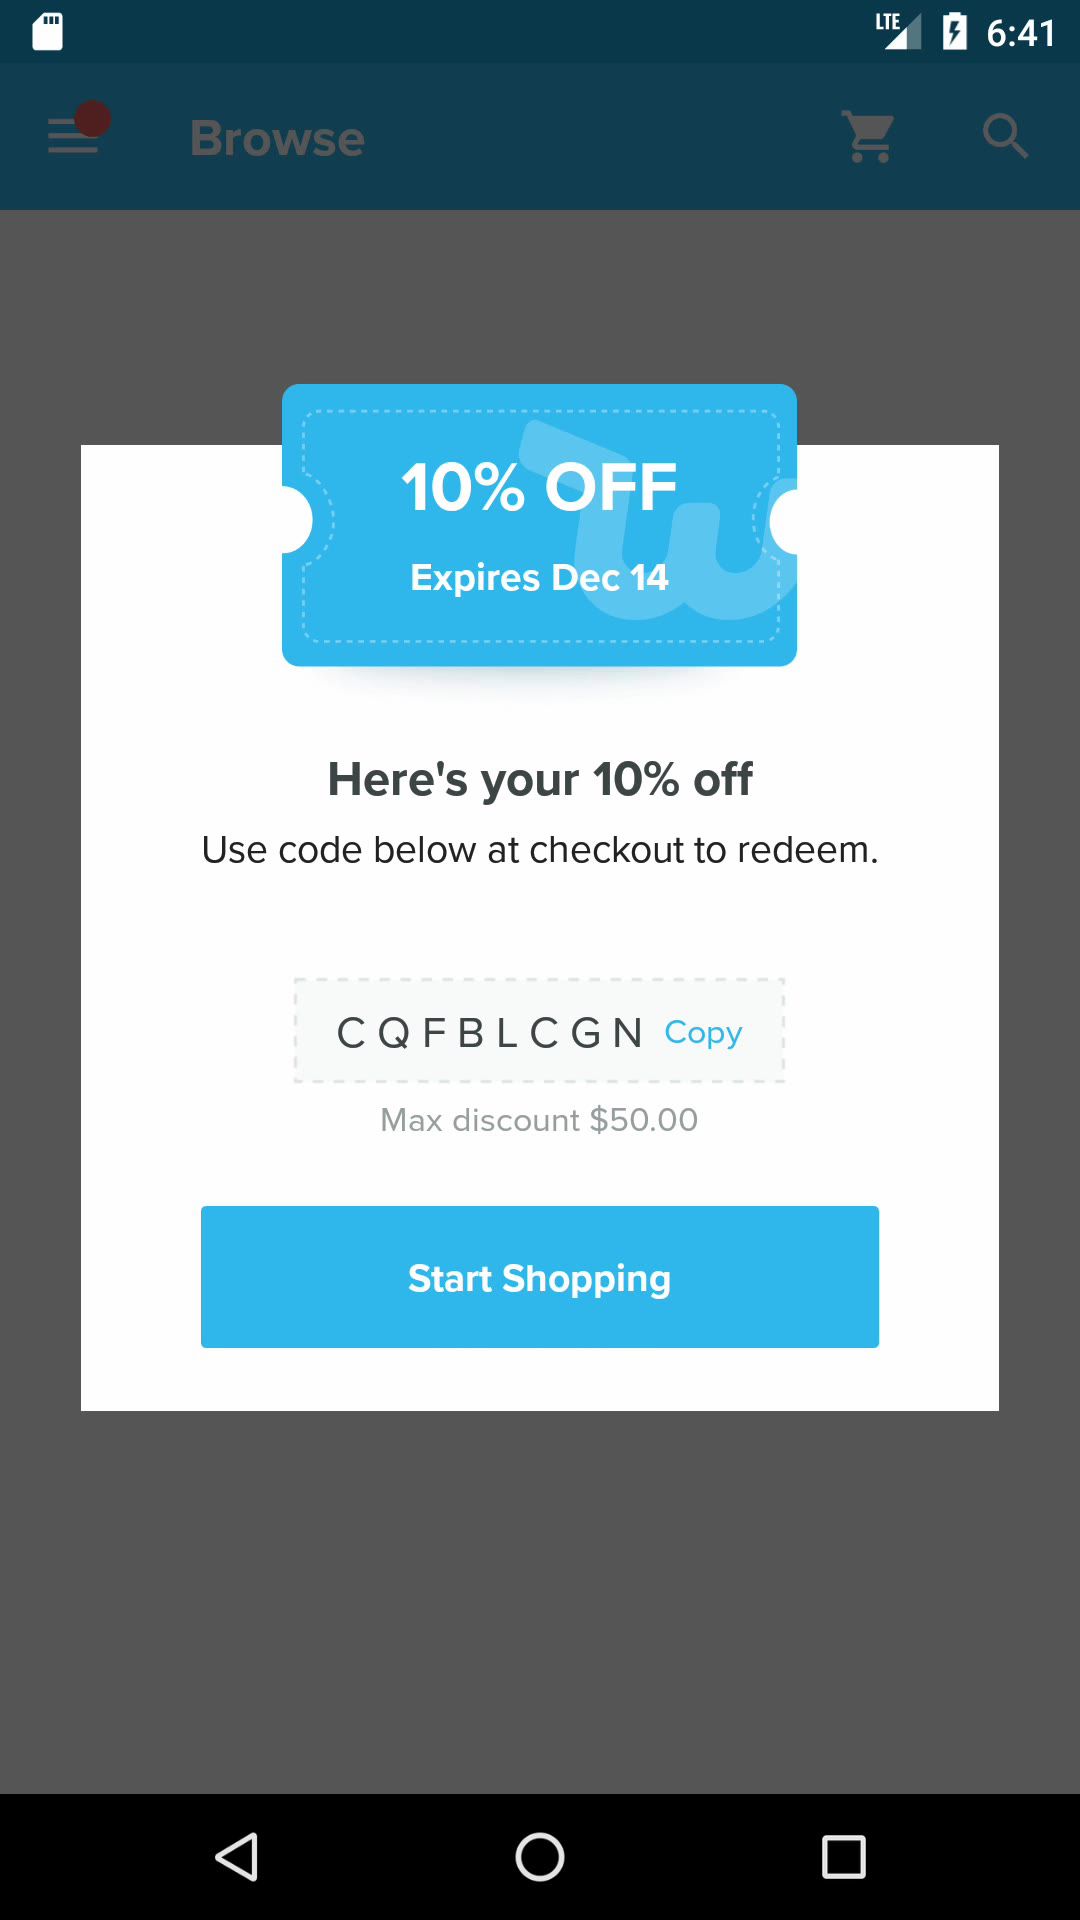 LTE 6:41
Browse
10% OFF
Expires Dec 14
Here's your 10% off
Use code below at checkout to redeem.
CQFBLCGN Copy
Max discount $50.00
Start Shopping